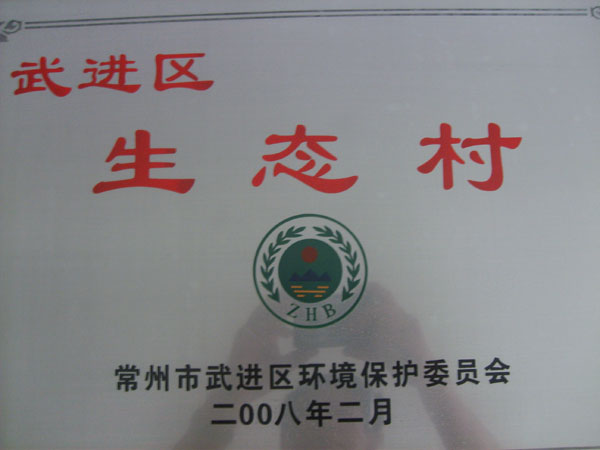 武进区
生态村
ZHB
常州市武进区环境保护委员会
二00八年二月